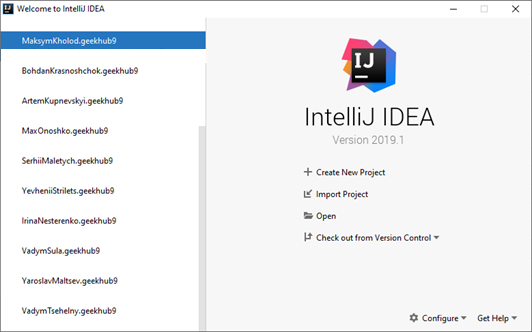 Welcome to IntelliJ IDEA
MaksymKholod.geekhub9
BohdanKrasnoshchok.geekhub9
ArtemKupnevskyi.geekhub9
MaxOnoshko.geekhub9
SerhiiMaletych.geekhub9
YevheniiStrilets.geekhub9
IrinaNesterenko.geekhub9
VadymSula.geekhub9
YaroslavMaltsev.geekhub9
VadymTsehelny.geekhub9
IJ
IntelliJ IDEA
Version 2019.1
Create New Project
Import Project
Open
Check out from Version Control
Configure
Get Help